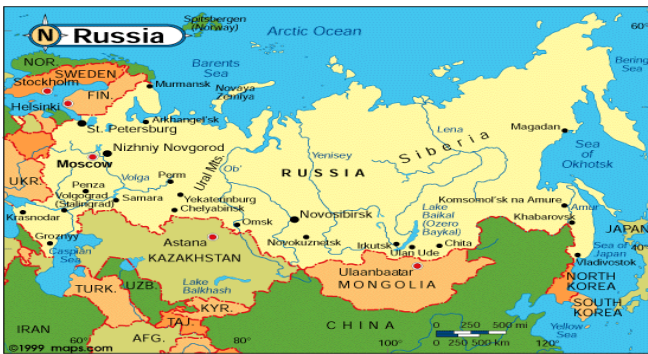 N Russia
Spitsbergen
(Norway)
Arctic Ocean
60°
NOR.
SWEDEN
Stockholm
FIN.
Helsinki
Murmansk
Barents
Sea
Novaya
Zemlya
Bering
Sea
Arkhangel'sk
St. Petersburg
Nizhniy Novgorod
Moscow
Lena
Siberia
Magadan
Sea
of
Okhotsk
Yenisey
Ob'
Ural Mts.
RUSSIA
UKR.
Volga
Perm
Penza
Volgograd
(Stalingrad)
Samara
Yekaterinburg
Chelyabinsk
Krasnodar
Omsk
Novosibirsk
Lake
Baikal
(Ozero
Baykal)
Komsomol'sk na Amure
Amur
Khabarovsk
JAPAN
Groznyy
Astana
Novokuznetsk
Irkutsk
Ulan Ude
Chita
Sea of
Japan
40°
Caspian
Sea
KAZAKHSTAN
Ulaanbaatar
MONGOLIA
Vladivostok
TURK.
UZB.
Lake
Balkhash
NORTH
KOREA
KYR.
SOUTH
KOREA
TAJ.
CHINA
Yellow
Sea
IRAN
AFG.
60°
80°
100°
120°
0 250 500 mi
0 250 500 km
©1999 maps.com